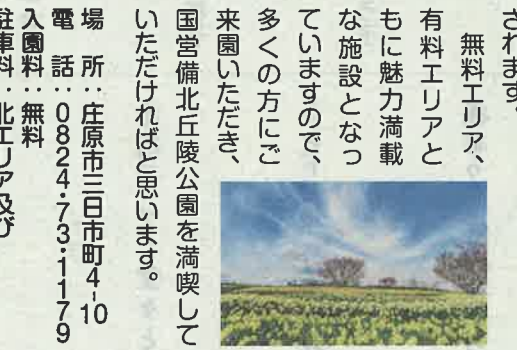 されます。
　無料エリア、
有料エリアと
もに魅力満載
な施設となっ
ていますので、
多くの方にご
来園いただき、
国営備北丘陵公園を満喫して
いただければと思います。
場　所：庄原市三日市町4-10
電　話：0824・73・1179
入園料：無料
駐車料：北エリア及び